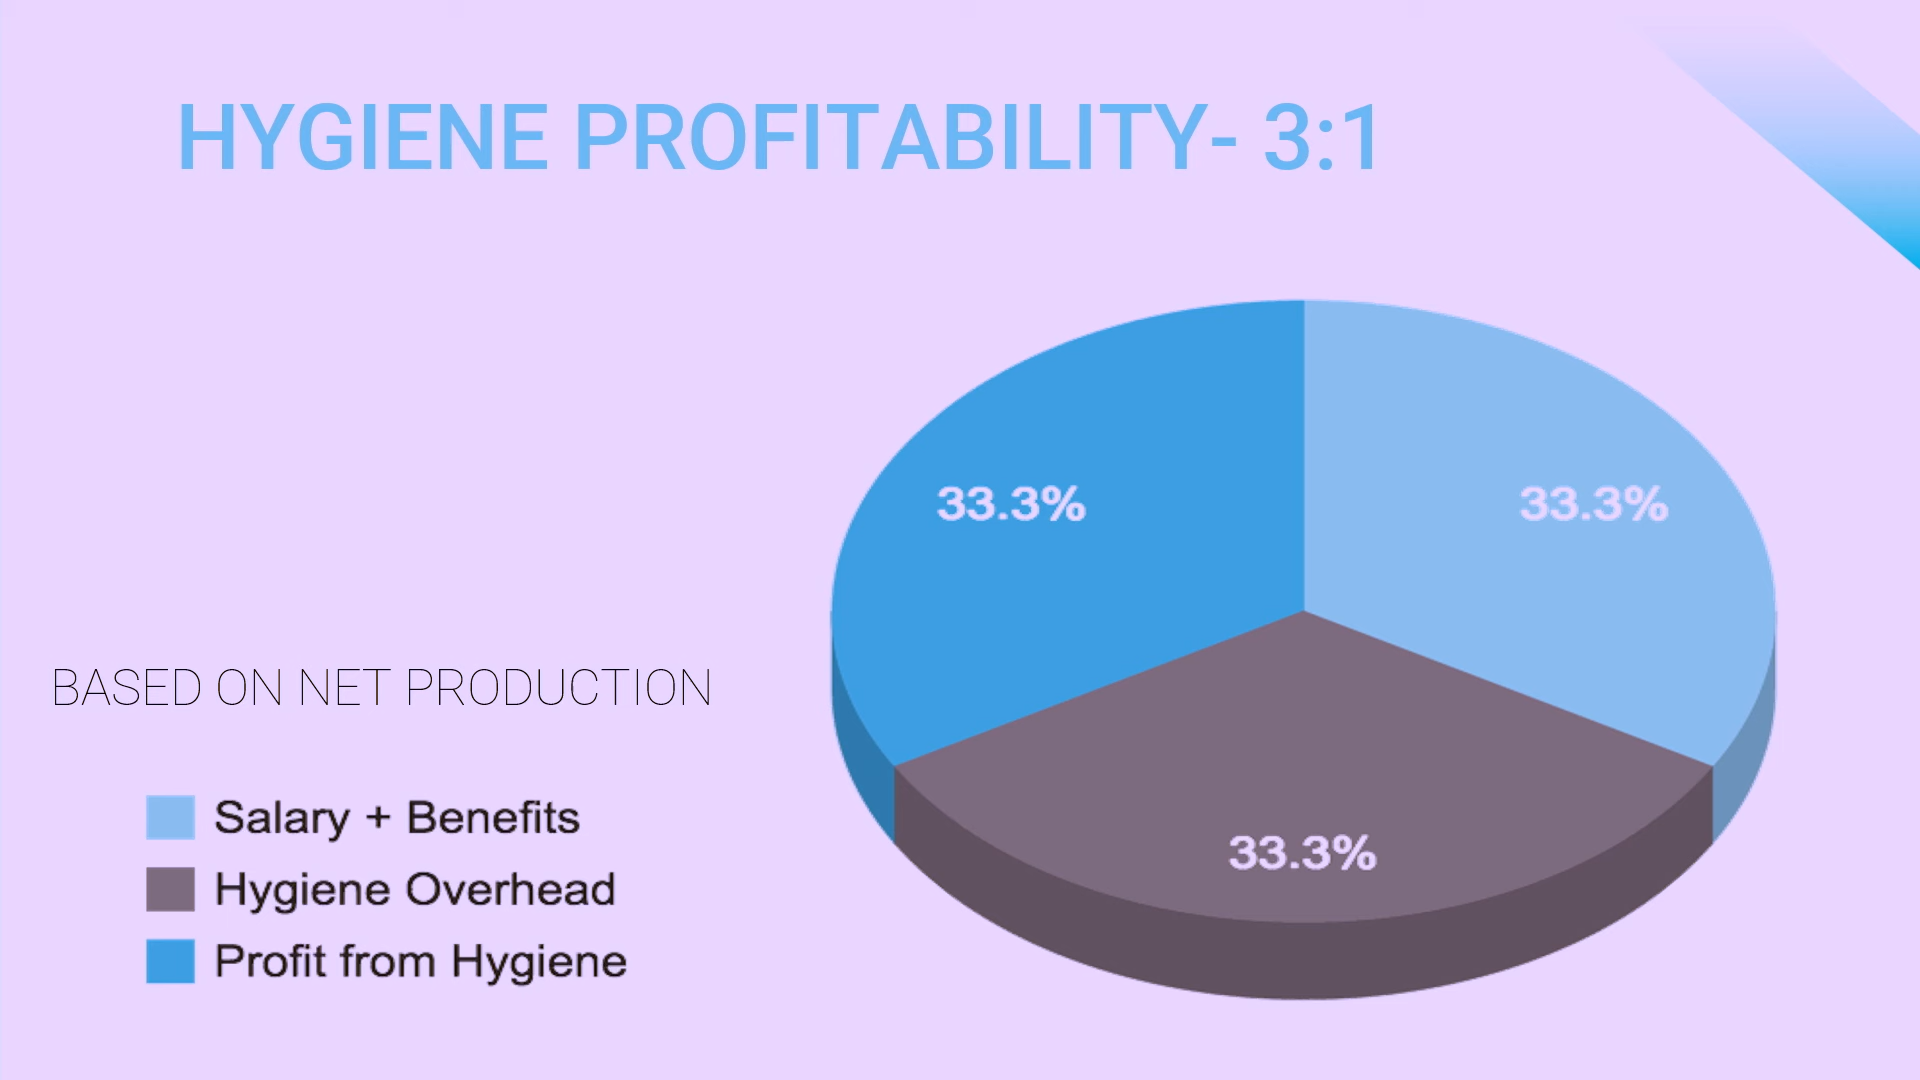 HYGIENE PROFITABILITY- 3:1
33.3%
33.3%
33.3%
BASED ON NET PRODUCTION
Salary + Benefits
Hygiene Overhead
Profit from Hygiene